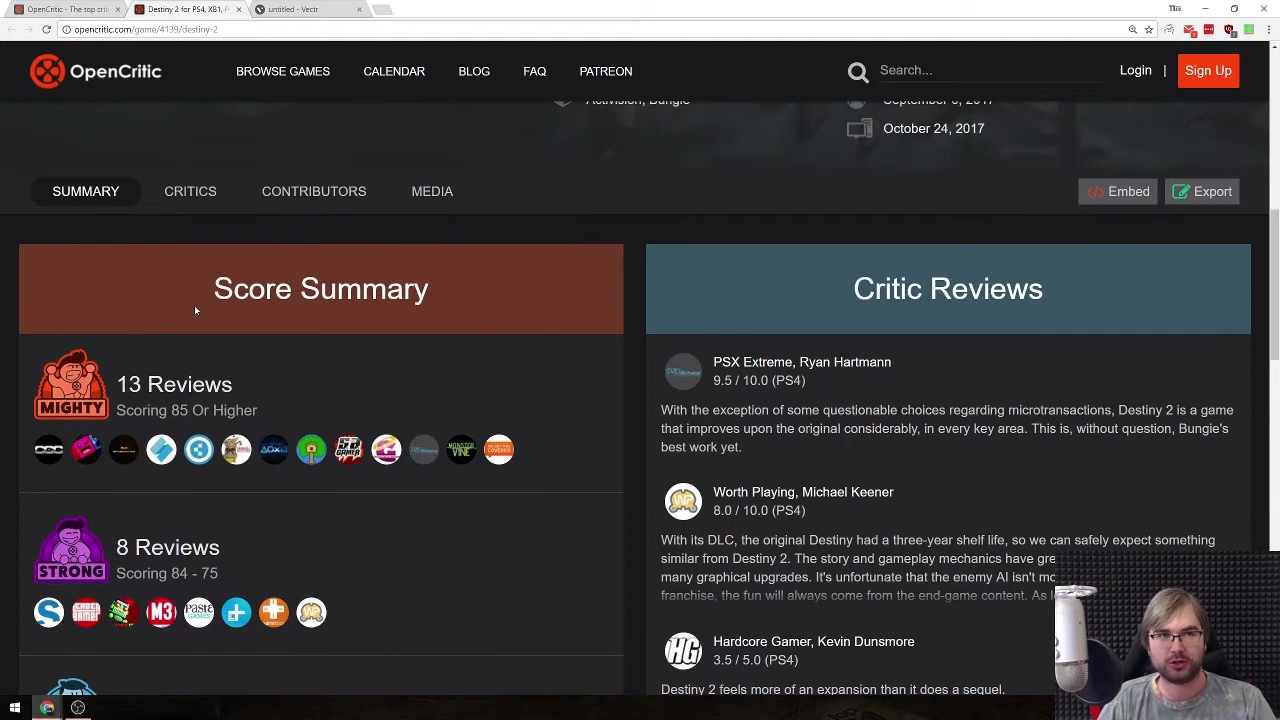 OpenCritic - The top crit
Destiny 2 for PS4, XB1, P
untitled - Vectr
opencritic.com/game/4139/destiny-2
OpenCritic
BROWSE GAMES
CALENDAR
BLOG
FAQ
PATREON
Search...
Login
|
Sign Up
Activision, Bungie
September 6, 2017
October 24, 2017
SUMMARY
CRITICS
CONTRIBUTORS
MEDIA
Embed
Export
Score Summary
MIGHTY
13 Reviews
Scoring 85 Or Higher
STRONG
8 Reviews
Scoring 84 - 75
Critic Reviews
PSX Extreme, Ryan Hartmann
9.5 / 10.0 (PS4)
With the exception of some questionable choices regarding microtransactions, Destiny 2 is a game
that improves upon the original considerably, in every key area. This is, without question, Bungie's
best work yet.
Worth Playing, Michael Keener
8.0 / 10.0 (PS4)
With its DLC, the original Destiny had a three-year shelf life, so we can safely expect something
similar from Destiny 2. The story and gameplay mechanics have gre
many graphical upgrades. It's unfortunate that the enemy AI isn't mo
franchise, the fun will always come from the end-game content. As l
HG
Hardcore Gamer, Kevin Dunsmore
3.5 / 5.0 (PS4)
Destiny 2 feels more of an expansion than it does a sequel.